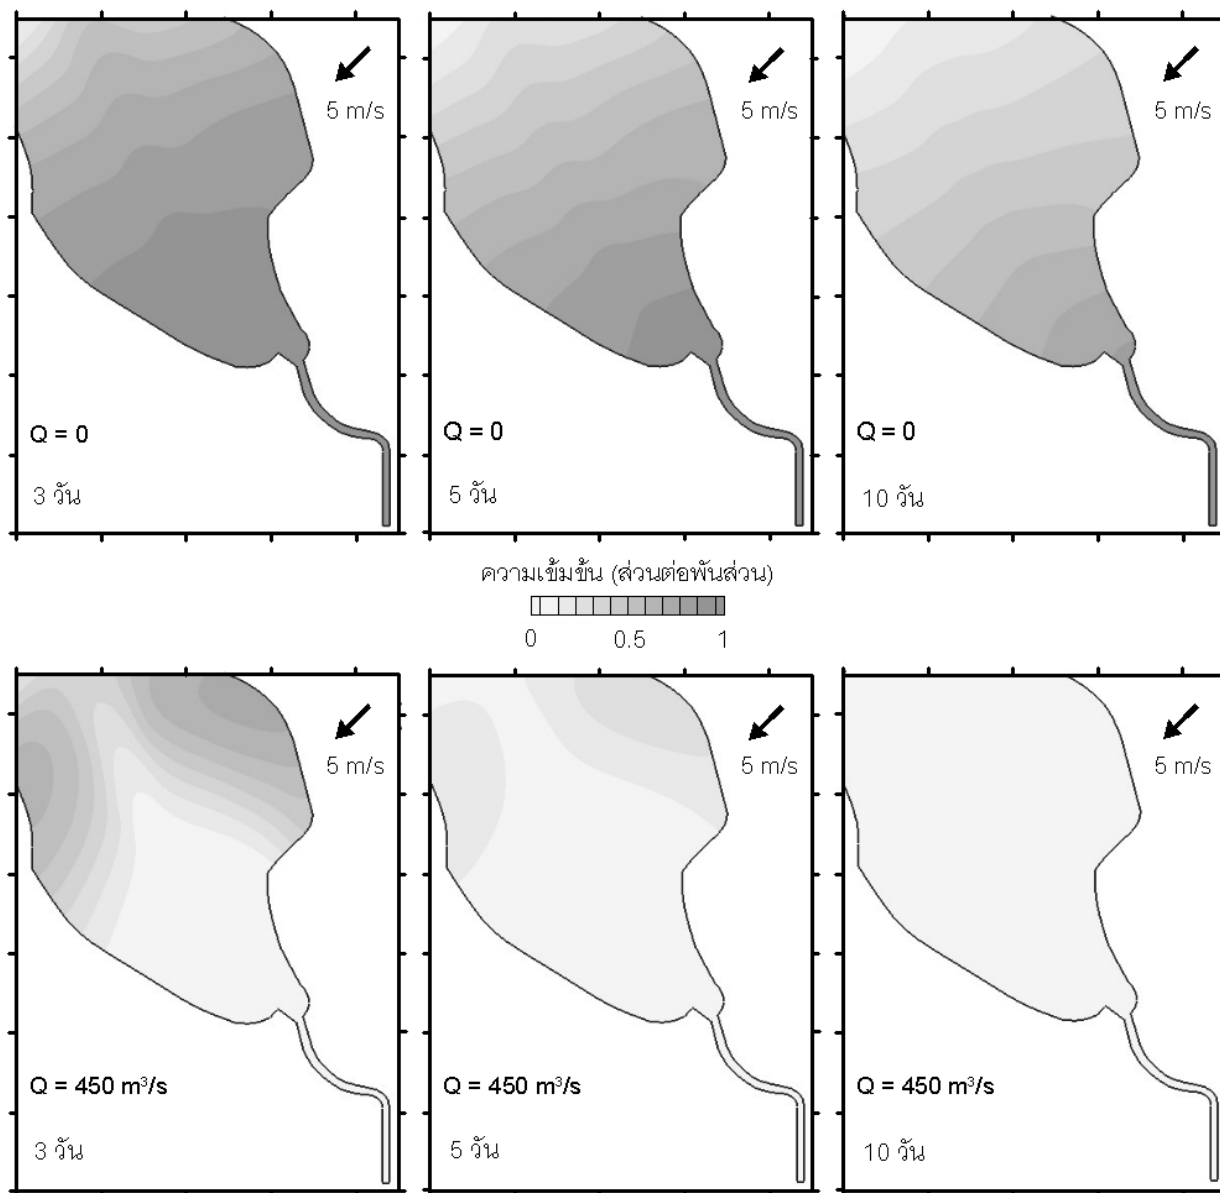 5 m/s
5 m/s
5 m/s
Q = 0
Q = 0
Q = 0
3 วัน
5 วัน
10 วัน
ความเข้มข้น (ส่วนต่อพันส่วน)
0 0.5 1
5 m/s
5 m/s
5 m/s
Q = 450 m³/s
Q = 450 m³/s
Q = 450 m³/s
3 วัน
5 วัน
10 วัน